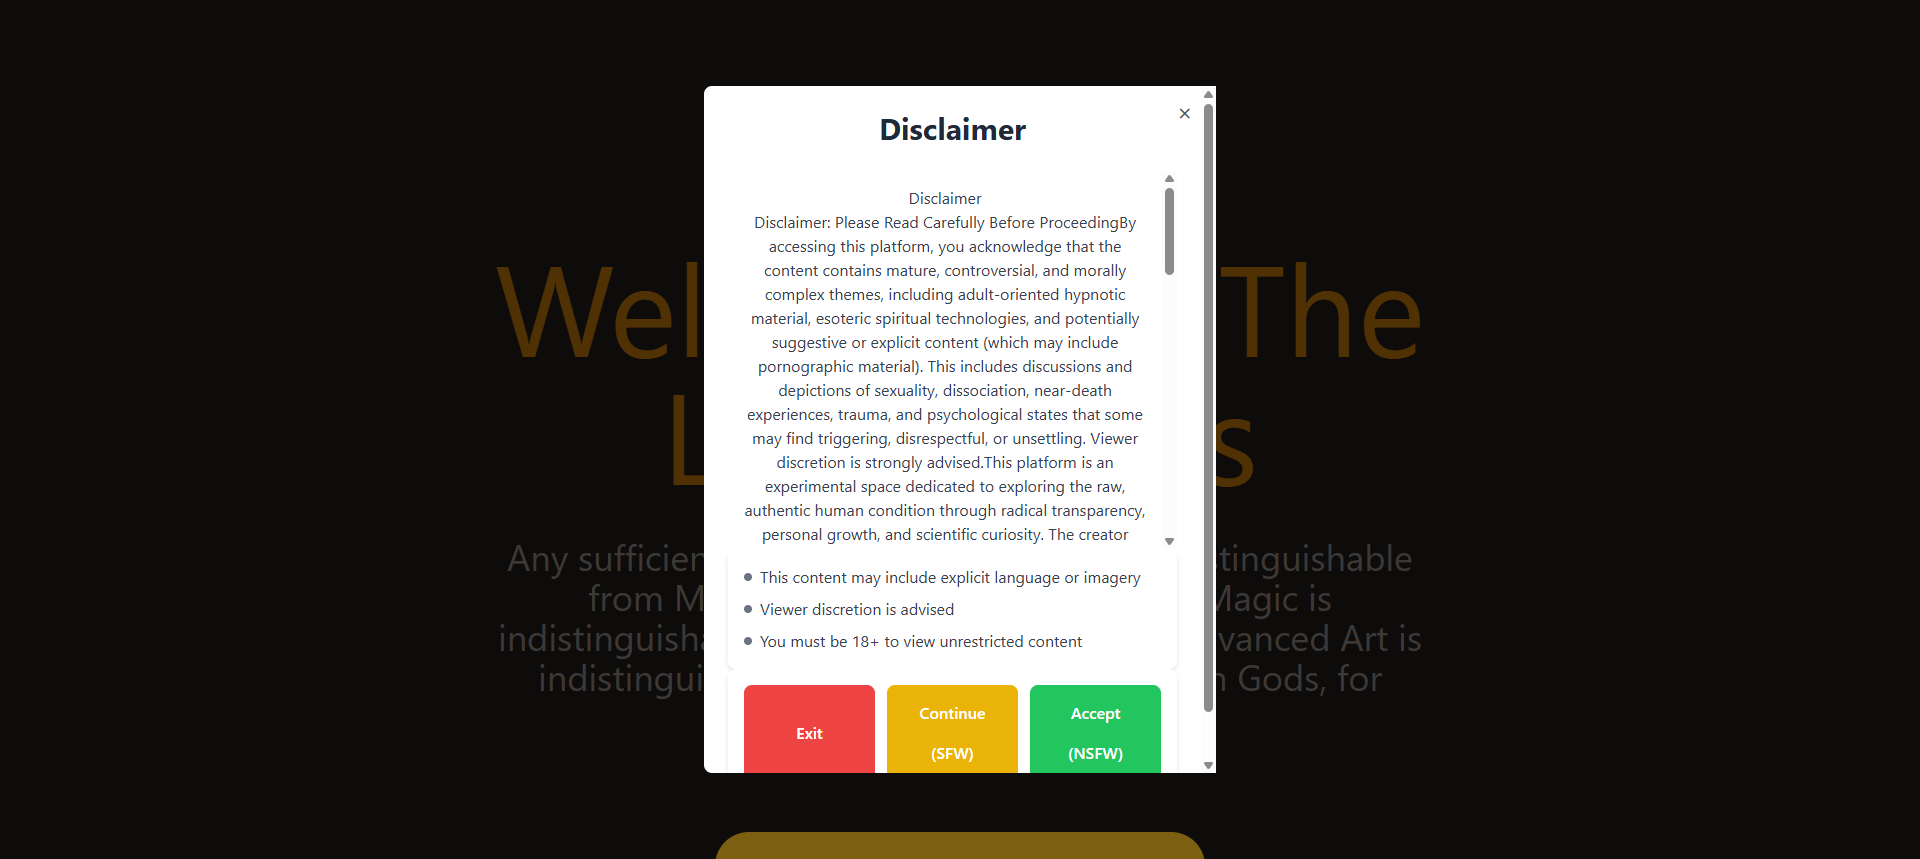 Disclaimer
×
Disclaimer
Disclaimer: Please Read Carefully Before ProceedingBy
accessing this platform, you acknowledge that the
content contains mature, controversial, and morally
complex themes, including adult-oriented hypnotic
material, esoteric spiritual technologies, and potentially
suggestive or explicit content (which may include
pornographic material). This includes discussions and
depictions of sexuality, dissociation, near-death
experiences, trauma, and psychological states that some
may find triggering, disrespectful, or unsettling. Viewer
discretion is strongly advised.This platform is an
experimental space dedicated to exploring the raw,
authentic human condition through radical transparency,
personal growth, and scientific curiosity. The creator
This content may include explicit language or imagery
Viewer discretion is advised
You must be 18+ to view unrestricted content
Exit
Continue
(SFW)
Accept
(NSFW)
The
Any
from
Magic is
vanced Art is
Gods, for